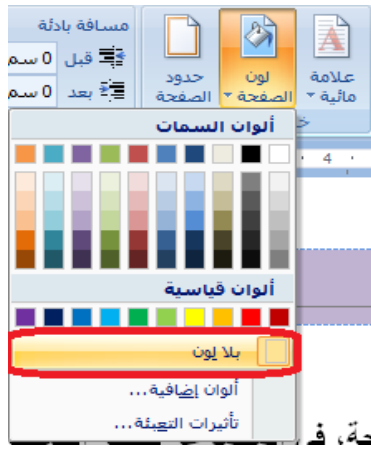 علامة مائية
لون الصفحة
حدود الصفحة
مسافة بادئة
قبل 0 سم
بعد 0 سم
4
ألوان السمات
ألوان قياسية
بلا لون
ألوان إضافية...
تأثيرات التعبئة...